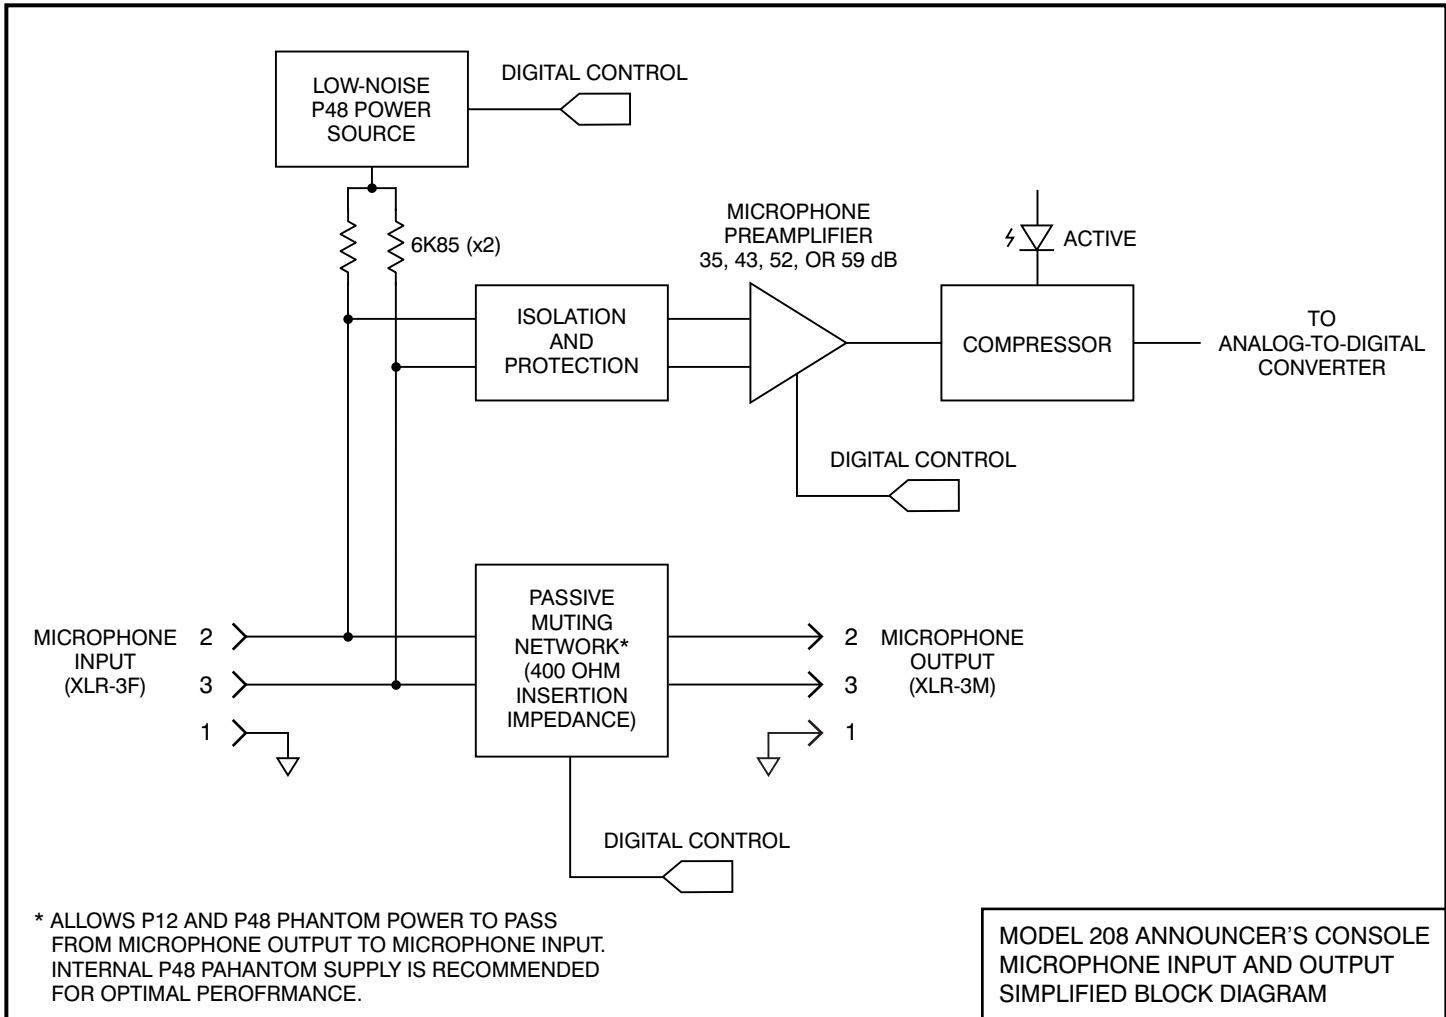 LOW-NOISE
P48 POWER
SOURCE
DIGITAL CONTROL
6K85 (x2)
MICROPHONE
PREAMPLIFIER
35, 43, 52, OR 59 dB
ACTIVE
ISOLATION
AND
PROTECTION
COMPRESSOR
TO
ANALOG-TO-DIGITAL
CONVERTER
DIGITAL CONTROL
MICROPHONE
INPUT
(XLR-3F)
2
3
1
PASSIVE
MUTING
NETWORK*
(400 OHM
INSERTION
IMPEDANCE)
2
3
1
MICROPHONE
OUTPUT
(XLR-3M)
DIGITAL CONTROL
* ALLOWS P12 AND P48 PHANTOM POWER TO PASS
FROM MICROPHONE OUTPUT TO MICROPHONE INPUT.
INTERNAL P48 PAHANTOM SUPPLY IS RECOMMENDED
FOR OPTIMAL PEROFRMANCE.
MODEL 208 ANNOUNCER'S CONSOLE
MICROPHONE INPUT AND OUTPUT
SIMPLIFIED BLOCK DIAGRAM